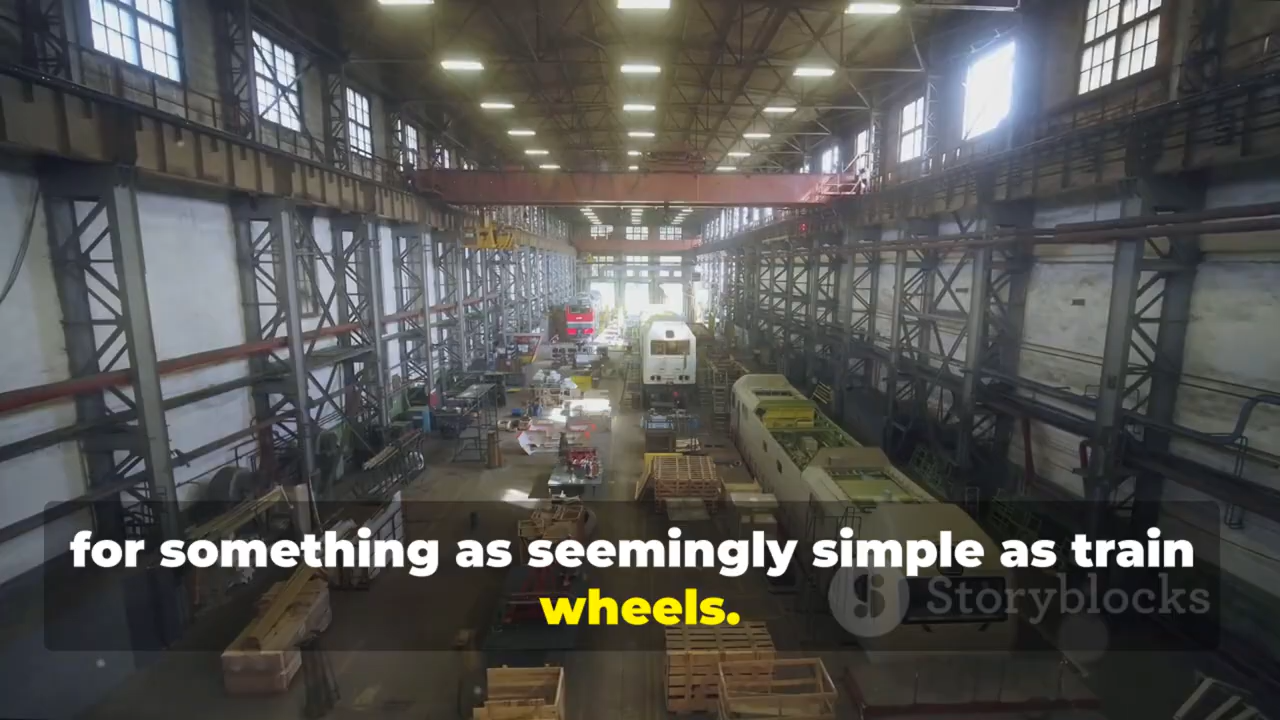 for something as seemingly simple as train
wheels.
Storyblocks